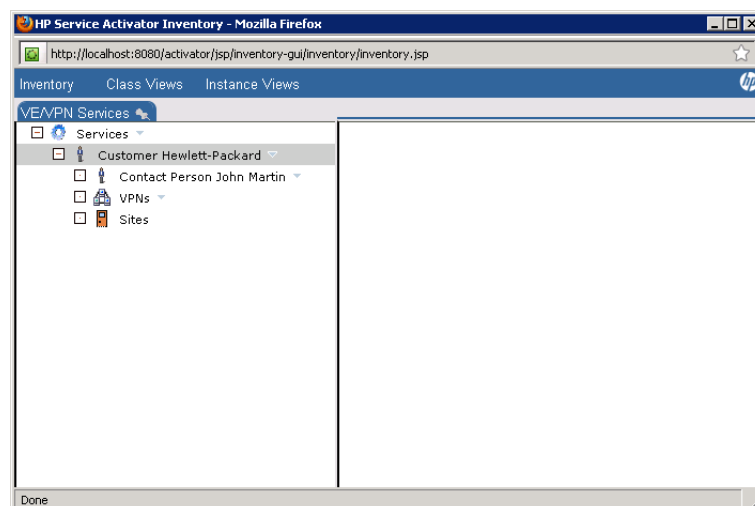 HP Service Activator Inventory - Mozilla Firefox
http://localhost:8080/activator/jsp/inventory-gui/inventory/inventory.jsp
Inventory Class Views Instance Views
hp
VE/VPN Services
Services
Customer Hewlett-Packard
Contact Person John Martin
VPNs
Sites
Done